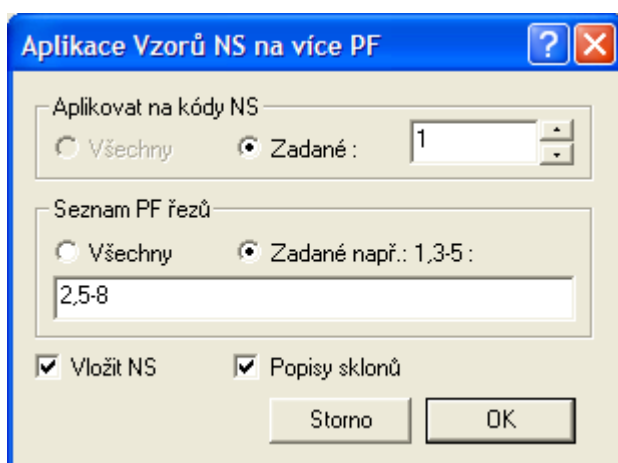 Aplikace Vzorů NS na více PF
Aplikovat na kódy NS
Všechny Zadané : 1
Seznam PF řezů
Všechny Zadané např.: 1,3-5 :
2,5-8
Vložit NS Popisy sklonů
Storno OK